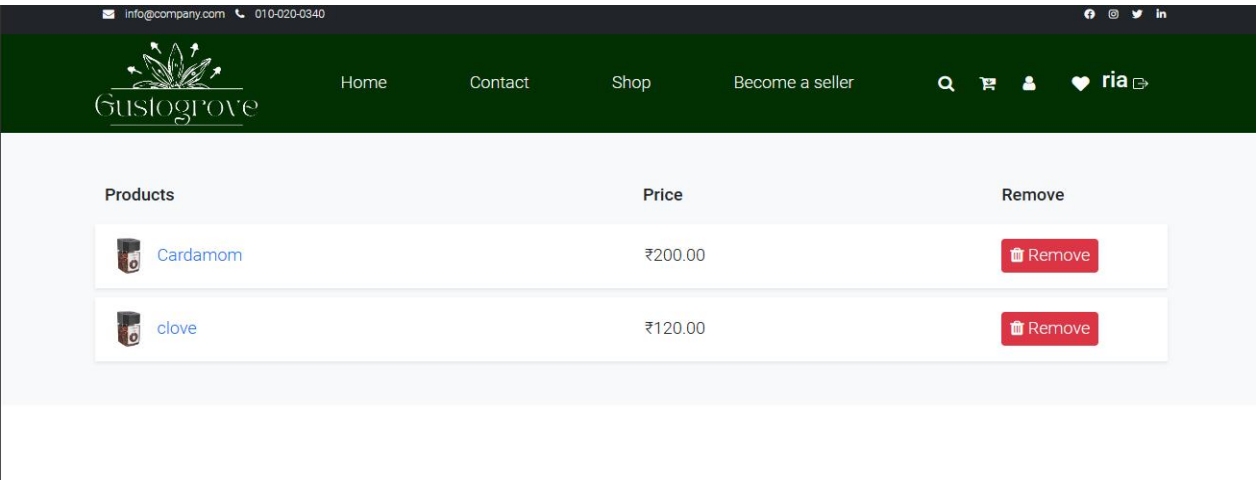 info@company.com 010-020-0340
Gustogrove
Home Contact Shop Become a seller ria
Products Price Remove
Cardamom ₹200.00 Remove
clove ₹120.00 Remove